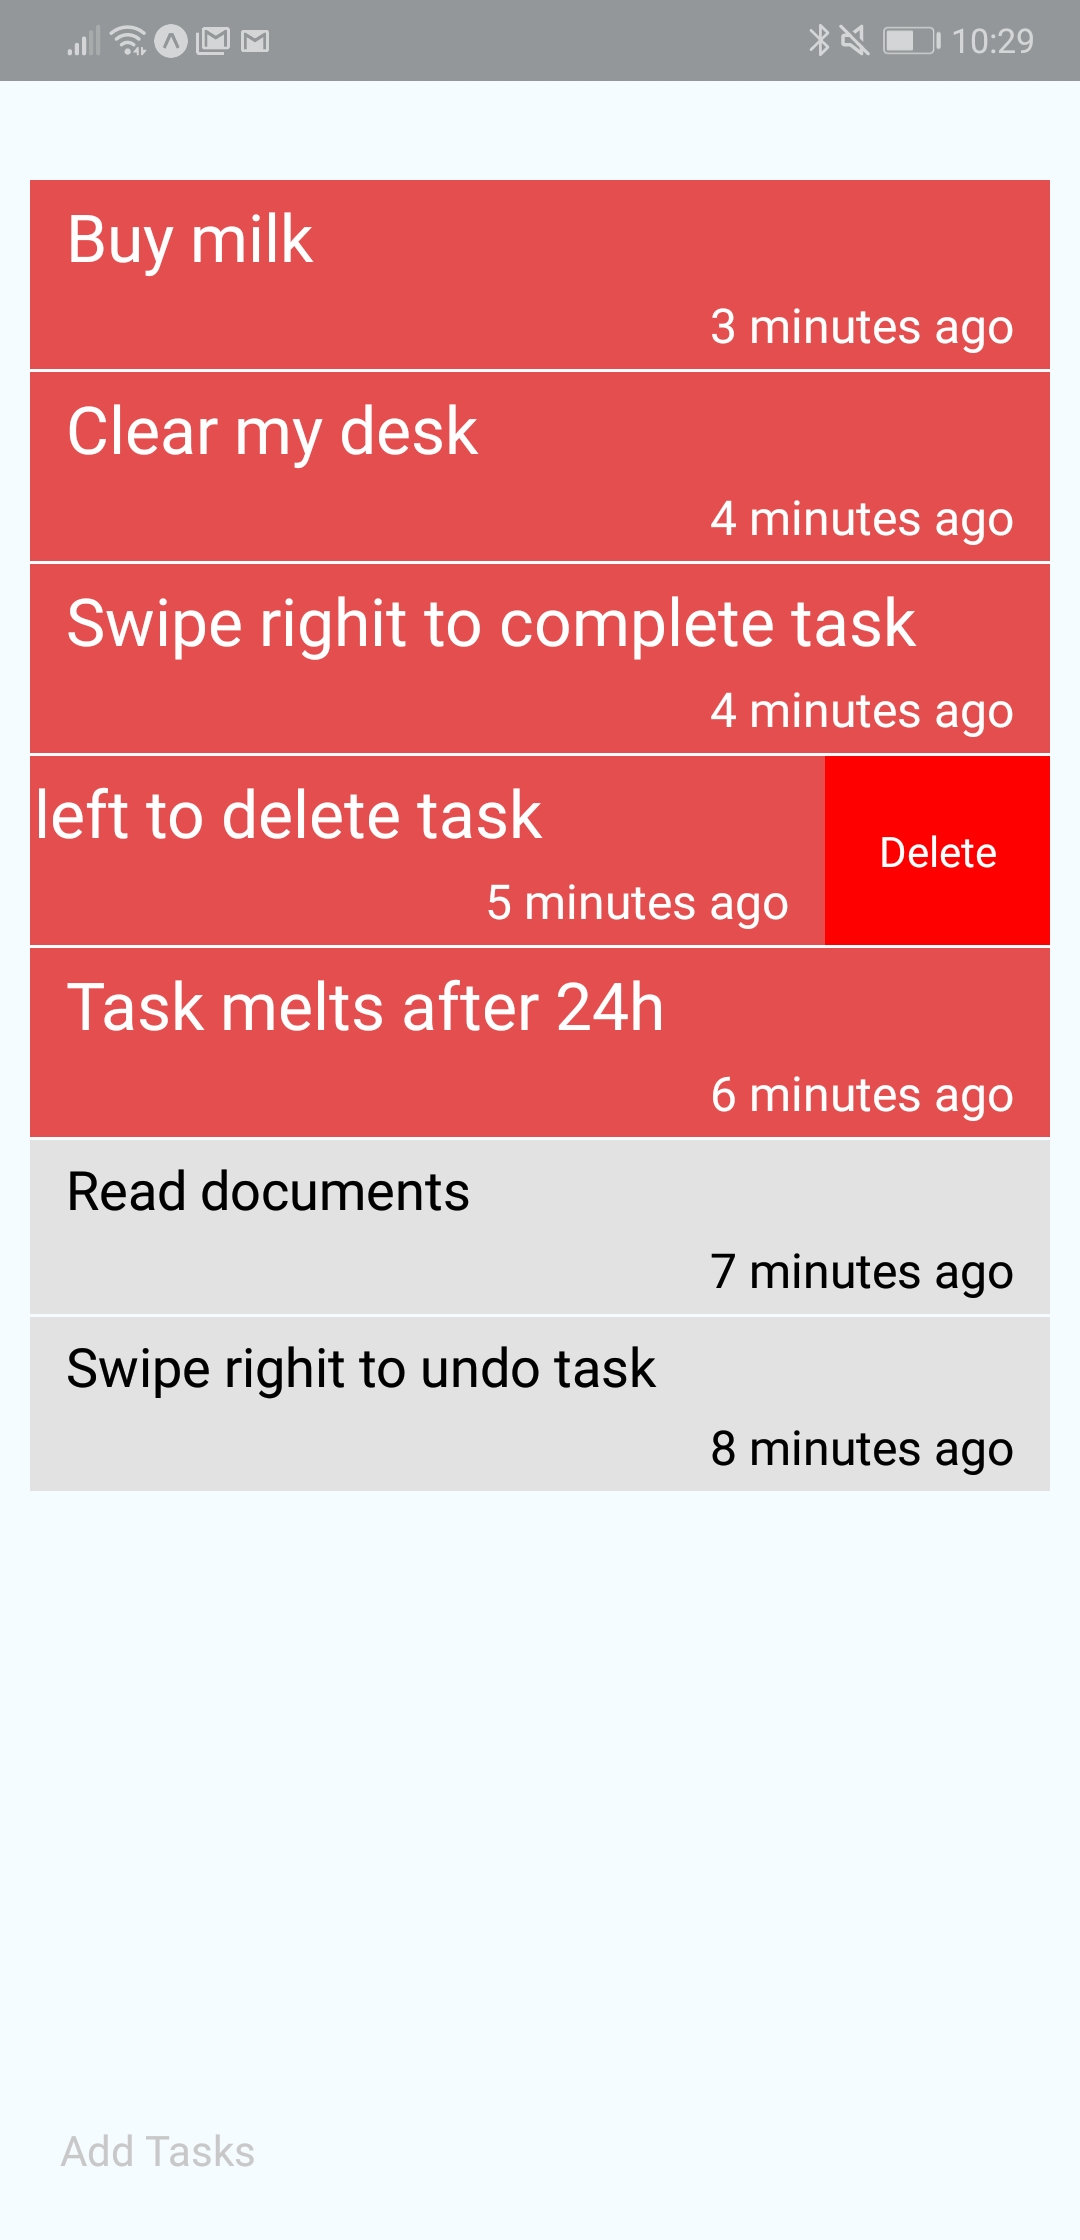 10:29
Buy milk
3 minutes ago
Clear my desk
4 minutes ago
Swipe righit to complete task
4 minutes ago
left to delete task
Delete
5 minutes ago
Task melts after 24h
6 minutes ago
Read documents
7 minutes ago
Swipe righit to undo task
8 minutes ago
Add Tasks